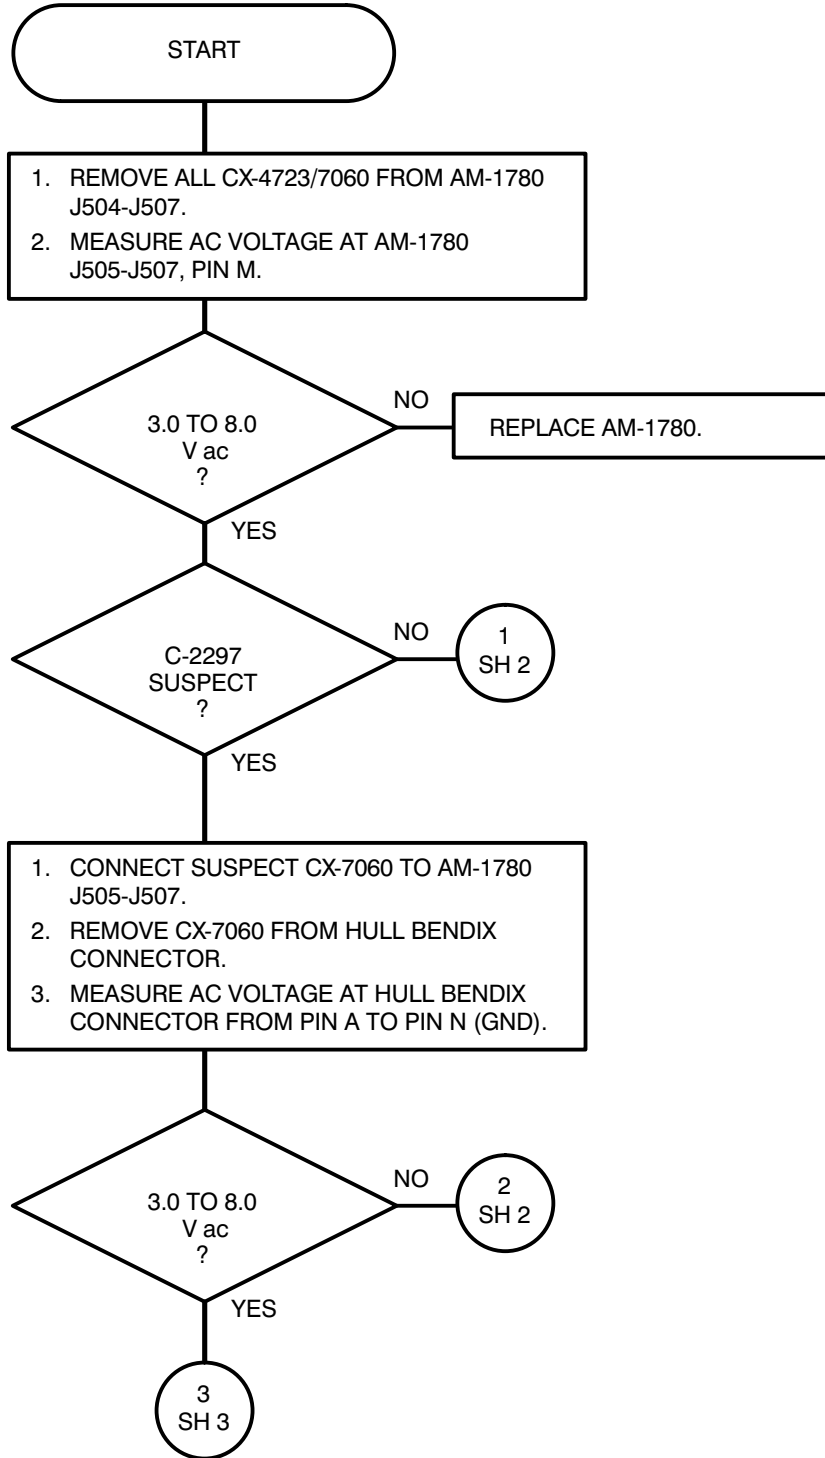 START
1. REMOVE ALL CX-4723/7060 FROM AM-1780
J504-J507.
2. MEASURE AC VOLTAGE AT AM-1780
J505-J507, PIN M.
3.0 TO 8.0
V ac
?
NO
REPLACE AM-1780.
YES
C-2297
SUSPECT
?
NO
1
SH 2
YES
1. CONNECT SUSPECT CX-7060 TO AM-1780
J505-J507.
2. REMOVE CX-7060 FROM HULL BENDIX
CONNECTOR.
3. MEASURE AC VOLTAGE AT HULL BENDIX
CONNECTOR FROM PIN A TO PIN N (GND).
3.0 TO 8.0
V ac
?
NO
2
SH 2
YES
3
SH 3